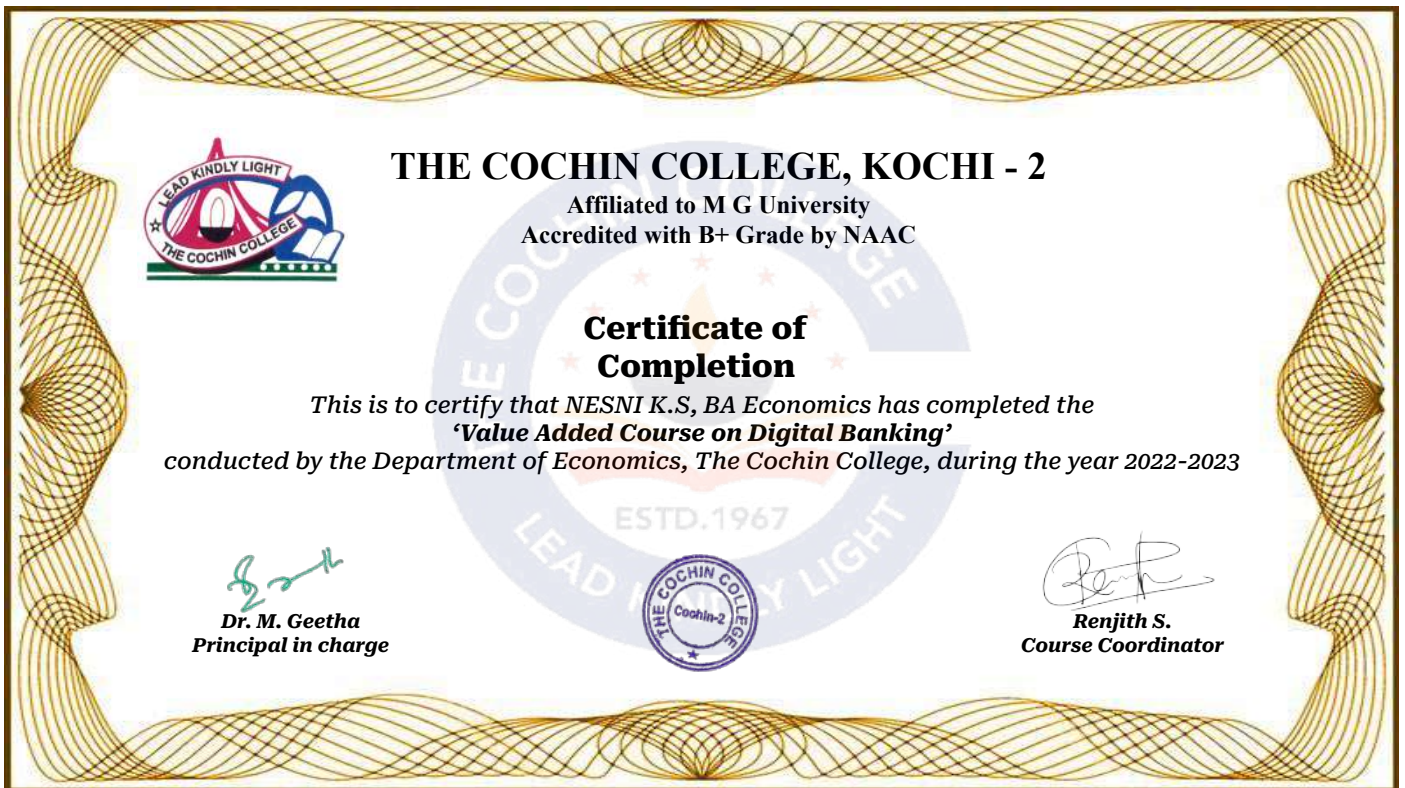 LEAD KINDLY LIGHT
THE COCHIN COLLEGE
THE COCHIN COLLEGE, KOCHI - 2
Affiliated to M G University
Accredited with B+ Grade by NAAC
THE COCHIN COLLEGE
Certificate of
Completion
This is to certify that NESNI K.S, BA Economics has completed the
‘Value Added Course on Digital Banking’
conducted by the Department of Economics, The Cochin College, during the year 2022-2023
ESTD.1967
LEAD KINDLY LIGHT
THE COCHIN COLLEGE
Cochin-2
Dr. M. Geetha
Principal in charge
Renjith S.
Course Coordinator